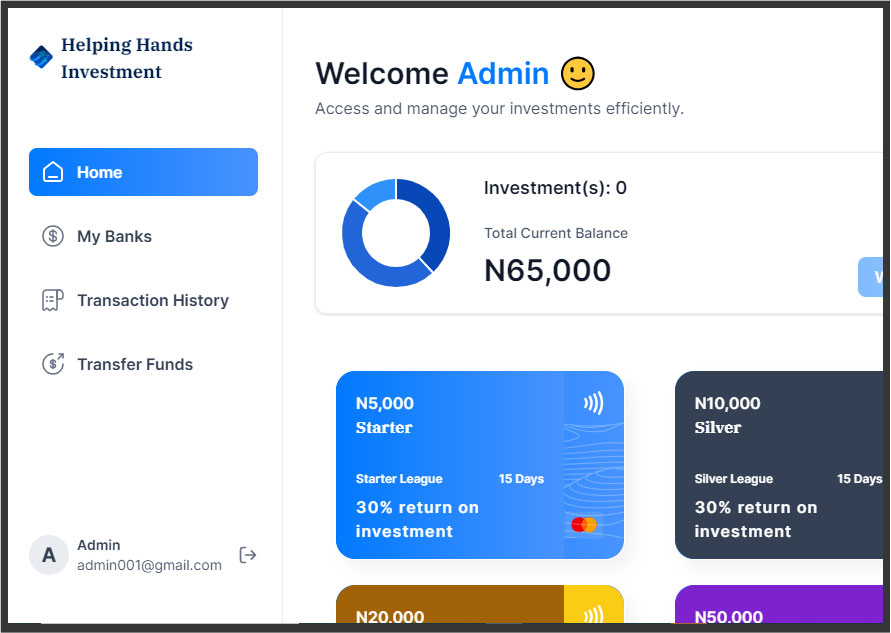 Helping Hands
Investment
Home
My Banks
Transaction History
Transfer Funds
A
Admin
admin001@gmail.com
Welcome Admin
Access and manage your investments efficiently.
Investment(s): 0
Total Current Balance
N65,000
N5,000
Starter
Starter League 15 Days
30% return on
investment
N10,000
Silver
Silver League 15 Days
30% return on
investment
N20,000
N50,000